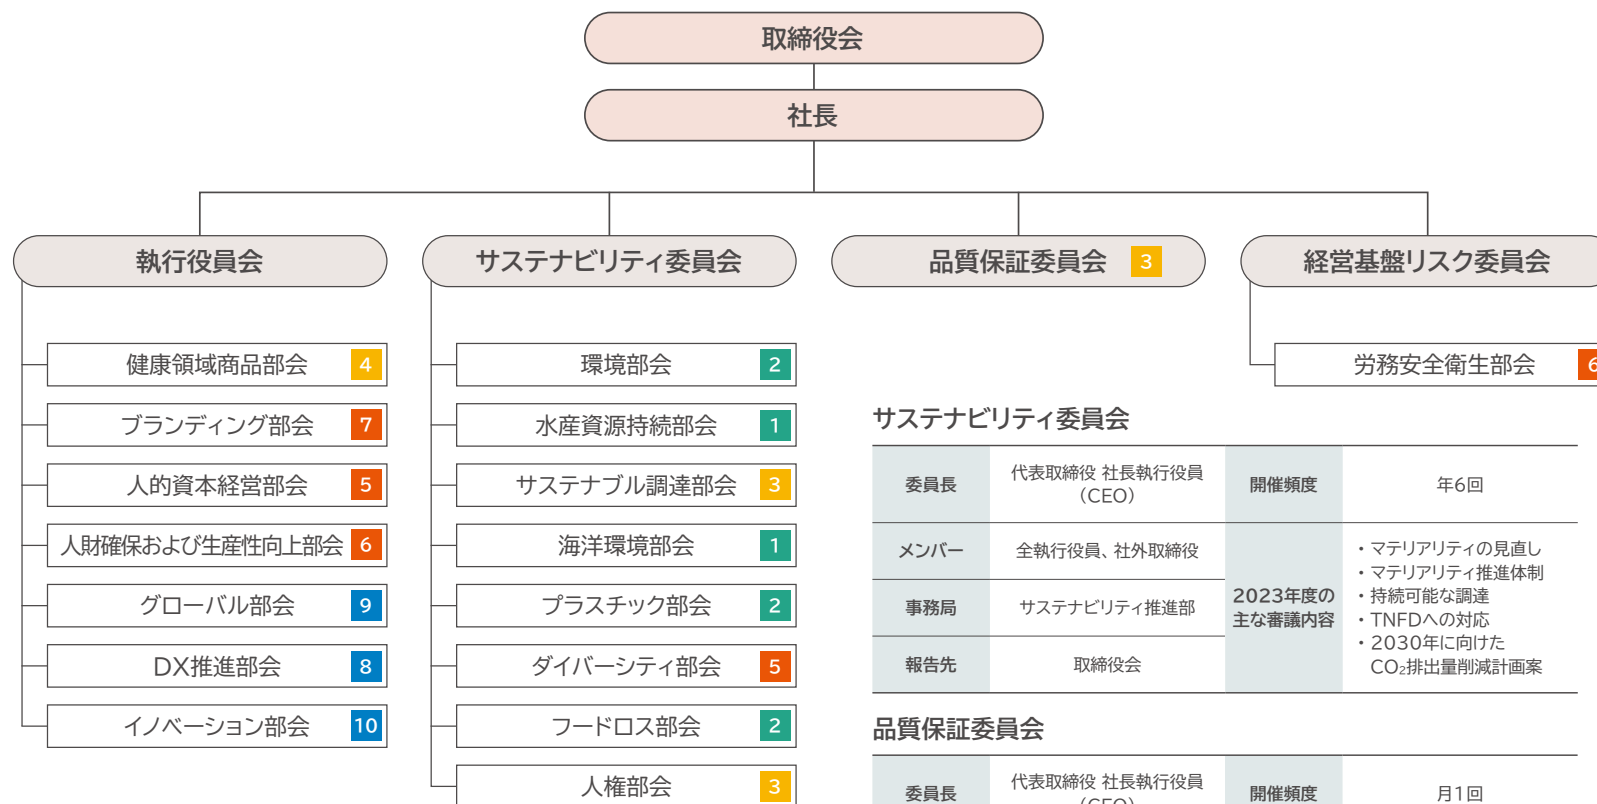 取締役会
社長
執行役員会
健康領域商品部会 4
ブランディング部会 7
人的資本経営部会 5
人財確保および生産性向上部会 6
グローバル部会 9
DX推進部会 8
イノベーション部会 10
サステナビリティ委員会
環境部会 2
水産資源持続部会 1
サステナブル調達部会 3
海洋環境部会 1
プラスチック部会 2
ダイバーシティ部会 5
フードロス部会 2
人権部会 3
品質保証委員会 3
経営基盤リスク委員会
労務安全衛生部会 6
サステナビリティ委員会
委員長
代表取締役 社長執行役員
（CEO）
開催頻度
年6回
メンバー
全執行役員、社外取締役
事務局
サステナビリティ推進部
報告先
取締役会
2023年度の
主な審議内容
・マテリアリティの見直し
・マテリアリティ推進体制
・持続可能な調達
・TNFDへの対応
・2030年に向けた
CO₂排出量削減計画案
品質保証委員会
委員長
代表取締役 社長執行役員
（CEO）
開催頻度
月1回